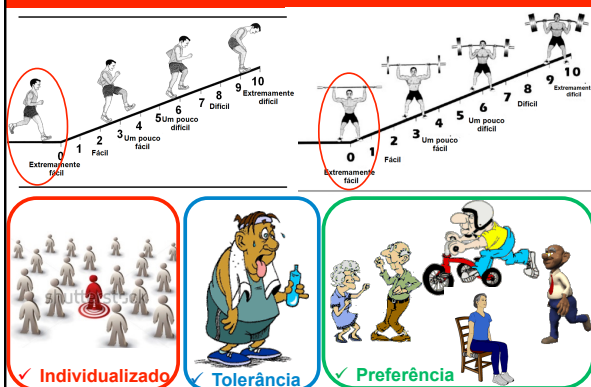 0 1 2 3 4 5 6 7 8 9 10
Extremamente
fácil
Fácil
Um pouco
fácil
Um pouco
difícil
Difícil
Extremamente
difícil
0 1 2 3 4 5 6 7 8 9 10
Extremamente
fácil
Fácil
Um pouco
fácil
Um pouco
difícil
Difícil
Extremament
difícil
shutterstock
✓ Individualizado
✓ Tolerância
✓ Preferência